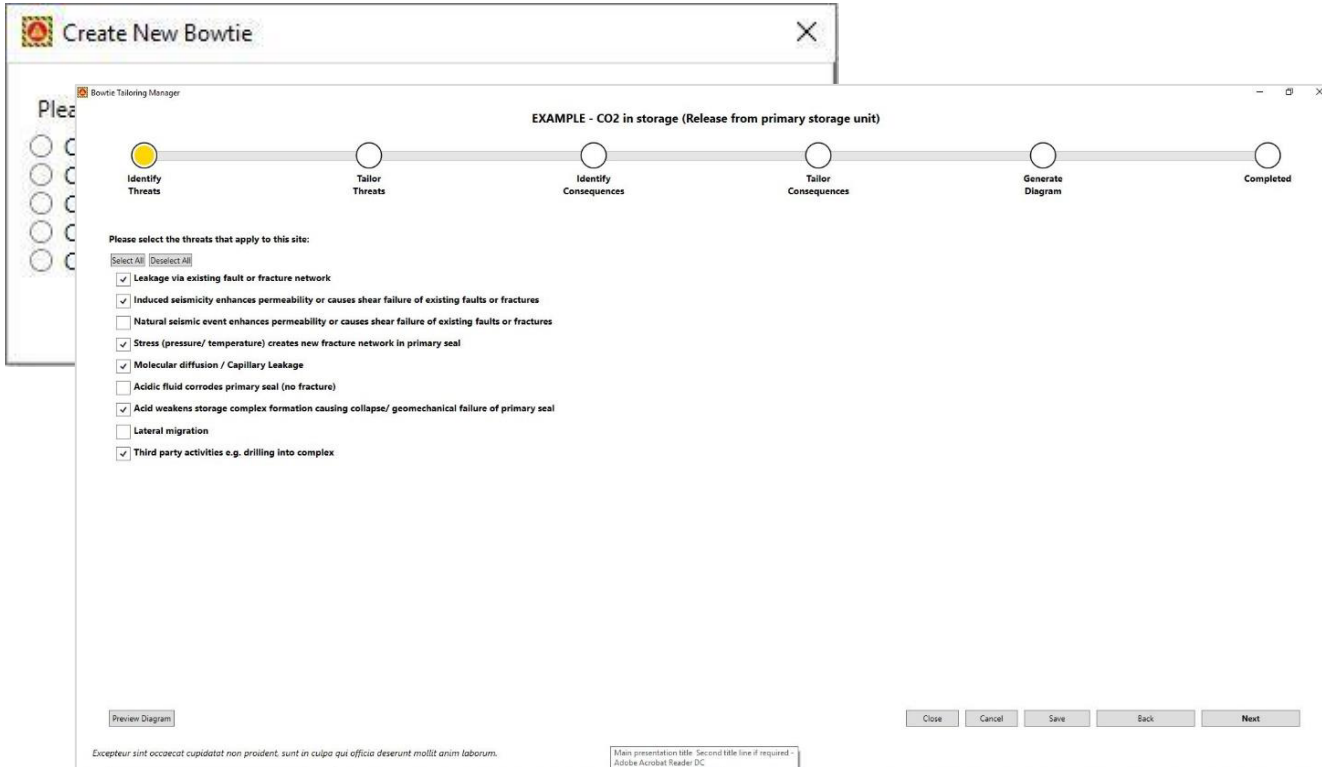 Create New Bowtie
Plea
Bowtie Tailoring Manager
EXAMPLE - CO2 in storage (Release from primary storage unit)
Identify
Threats
Tailor
Threats
Identify
Consequences
Tailor
Consequences
Generate
Diagram
Completed
Please select the threats that apply to this site:
Select All Deselect All
Leakage via existing fault or fracture network
Induced seismicity enhances permeability or causes shear failure of existing faults or fractures
Natural seismic event enhances permeability or causes shear failure of existing faults or fractures
Stress (pressure/ temperature) creates new fracture network in primary seal
Molecular diffusion / Capillary Leakage
Acidic fluid corrodes primary seal (no fracture)
Acid weakens storage complex formation causing collapse/ geomechanical failure of primary seal
Lateral migration
Third party activities e.g. drilling into complex
Preview Diagram
Close Cancel Save Back Next
Excepteur sint occaecat cupidatat non proident, sunt in culpa qui officia deserunt mollit anim laborum.
Main presentation title Second title line if required -
Adobe Acrobat Reader DC